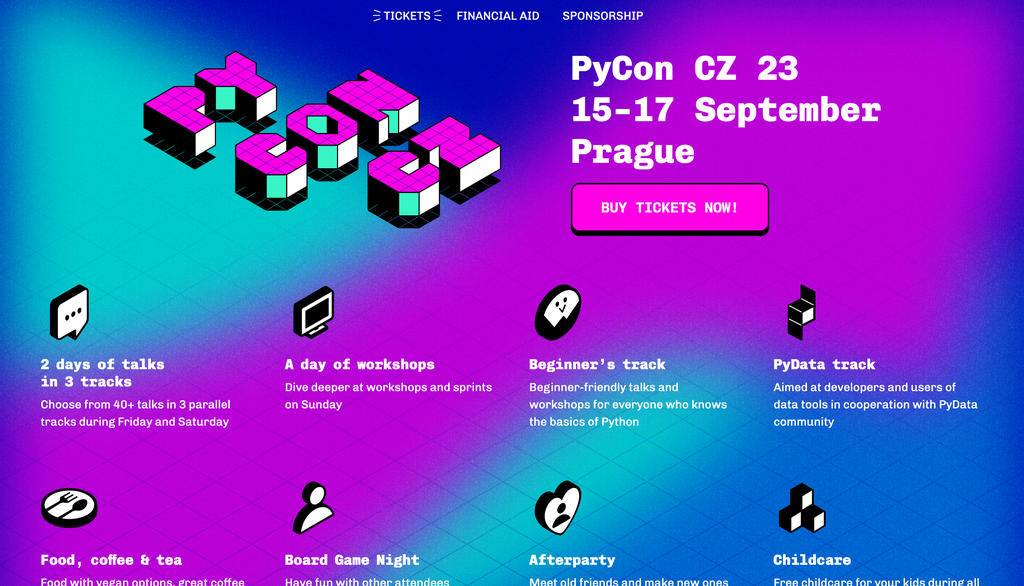 TICKETS FINANCIAL AID SPONSORSHIP
PY
CON
CZ
PyCon CZ 23
15–17 September
Prague
BUY TICKETS NOW!
2 days of talks
in 3 tracks
Choose from 40+ talks in 3 parallel
tracks during Friday and Saturday
A day of workshops
Dive deeper at workshops and sprints
on Sunday
Beginner’s track
Beginner-friendly talks and
workshops for everyone who knows
the basics of Python
PyData track
Aimed at developers and users of
data tools in cooperation with PyData
community
Food, coffee & tea
Food with vegan options, great coffee
Board Game Night
Have fun with other attendees
Afterparty
Meet old friends and make new ones
Childcare
Free childcare for your kids during all